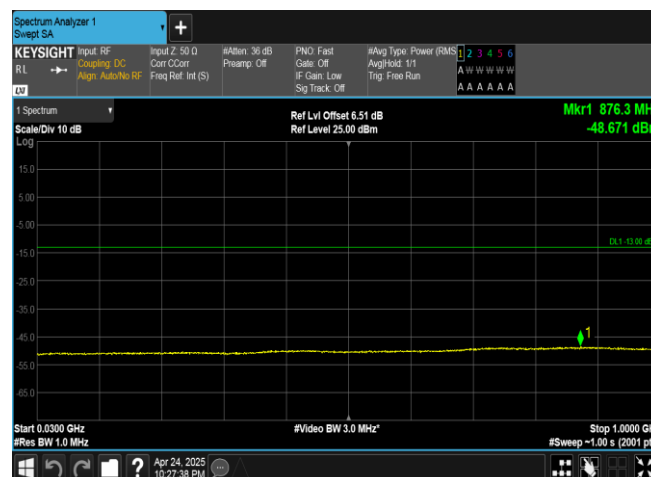 Spectrum Analyzer 1
Swept SA
+
KEYSIGHT Input: RF Input Z: 50 Ω #Atten: 36 dB PNO: Fast #Avg Type: Power (RMS 1 2 3 4 5 6
RL Coupling: DC Corr CCorr Preamp: Off Gate: Off Avg|Hold: 1/1 A W W W W W
Align: Auto/No RF Freq Ref: Int (S) IF Gain: Low Trig: Free Run
LXI Sig Track: Off A A A A A A
1 Spectrum Ref Lvl Offset 6.51 dB Mkr1 876.3 MH
Scale/Div 10 dB Ref Level 25.00 dBm -48.671 dB
Log
15.0
5.00
-5.00
DL1 -13.00 dB
-15.0
-25.0
-35.0
1
-45.0
-55.0
-65.0
Start 0.0300 GHz #Video BW 3.0 MHz* Stop 1.0000 G
#Res BW 1.0 MHz #Sweep ~1.00 s (2001 pt
? Apr 24, 2025
10:27:38 PM